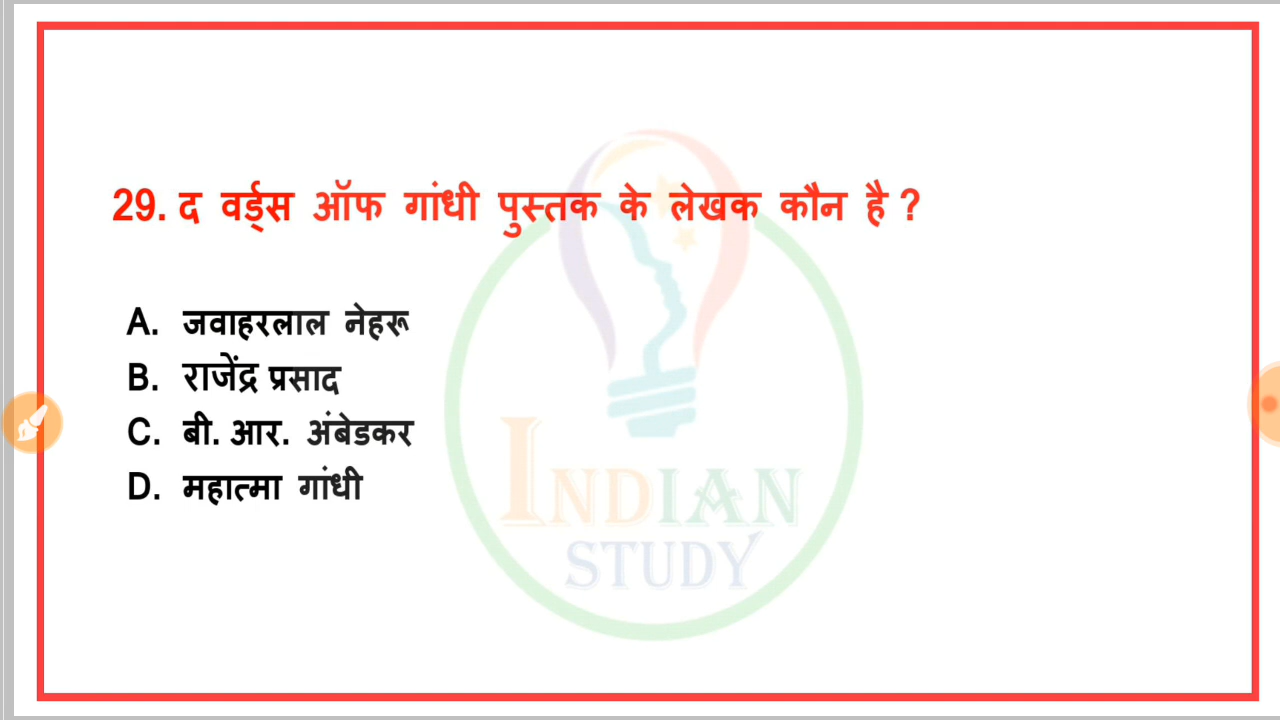 29. द वर्ड्स ऑफ गांधी पुस्तक के लेखक कौन है ?
A. जवाहरलाल नेहरू
B. राजेंद्र प्रसाद
C. बी. आर. अंबेडकर
D. महात्मा गांधी
INDIAN
STUDY